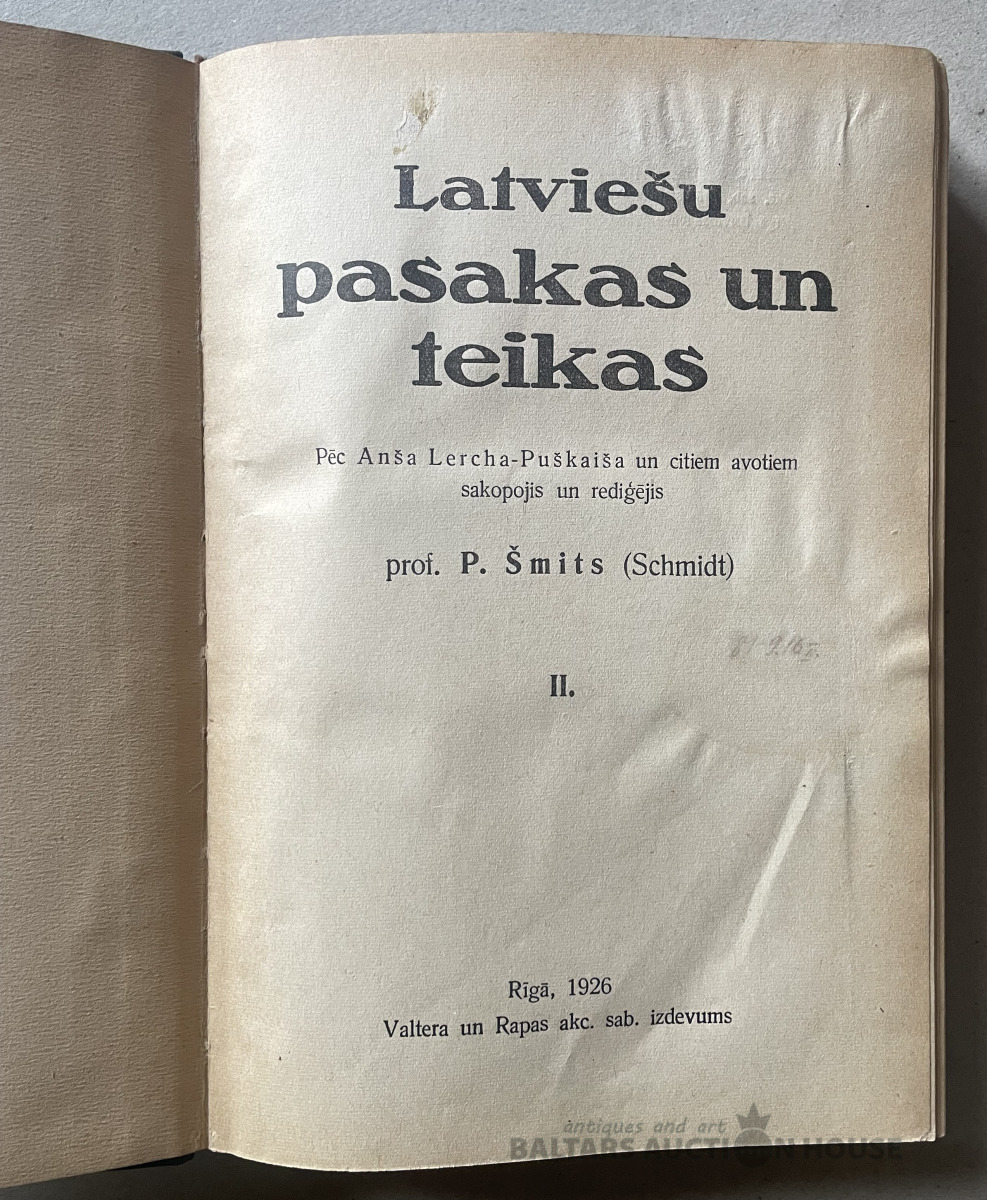 Latviešu
pasakas un
teikas
Pēc Anša Lercha-Puškaiša un citiem avotiem
sakopojis un rediģējis
prof. P. Šmits (Schmidt)
II.
Rīgā, 1926
Valtera un Rapas akc. sab. izdevums
antiques and art
BALTARS AUCTION HOUSE